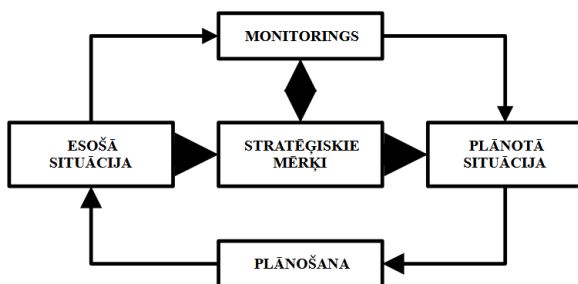 MONITORINGS
ESOŠĀ
SITUĀCIJA
STRATĒĢISKIE
MĒRĶI
PLĀNOTĀ
SITUĀCIJA
PLĀNOŠANA